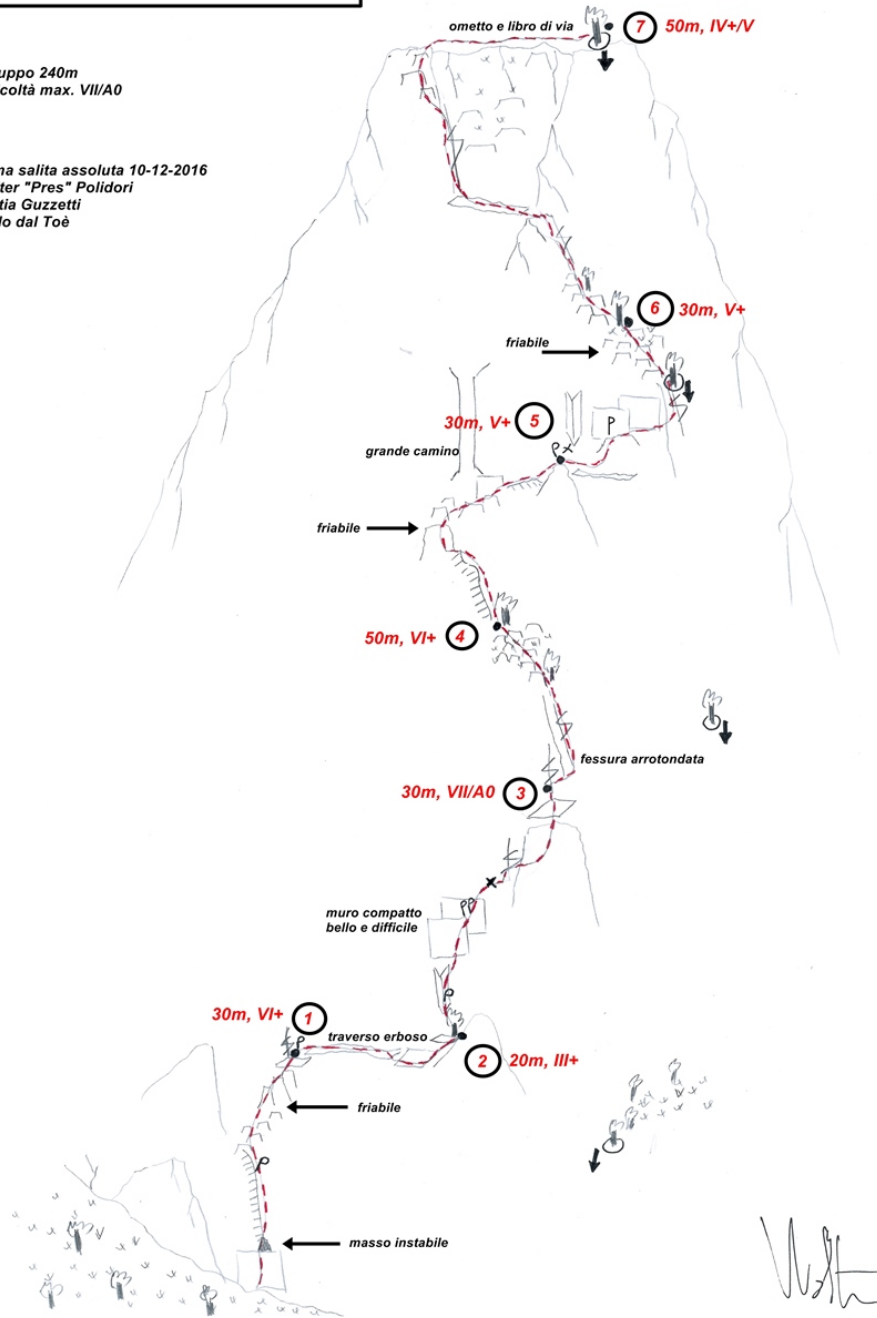 ometto e libro di via
7 50m, IV+/V
uppo 240m
coltà max. VII/A0
na salita assoluta 10-12-2016
ter "Pres" Polidori
tia Guzzetti
lo dal Toè
6 30m, V+
friabile
30m, V+ 5
P
grande camino
P x
friabile
50m, VI+ 4
fessura arrotondata
30m, VII/A0 3
x
PP
muro compatto
bello e difficile
P
30m, VI+ 1
P
traverso erboso
2 20m, III+
friabile
P
masso instabile